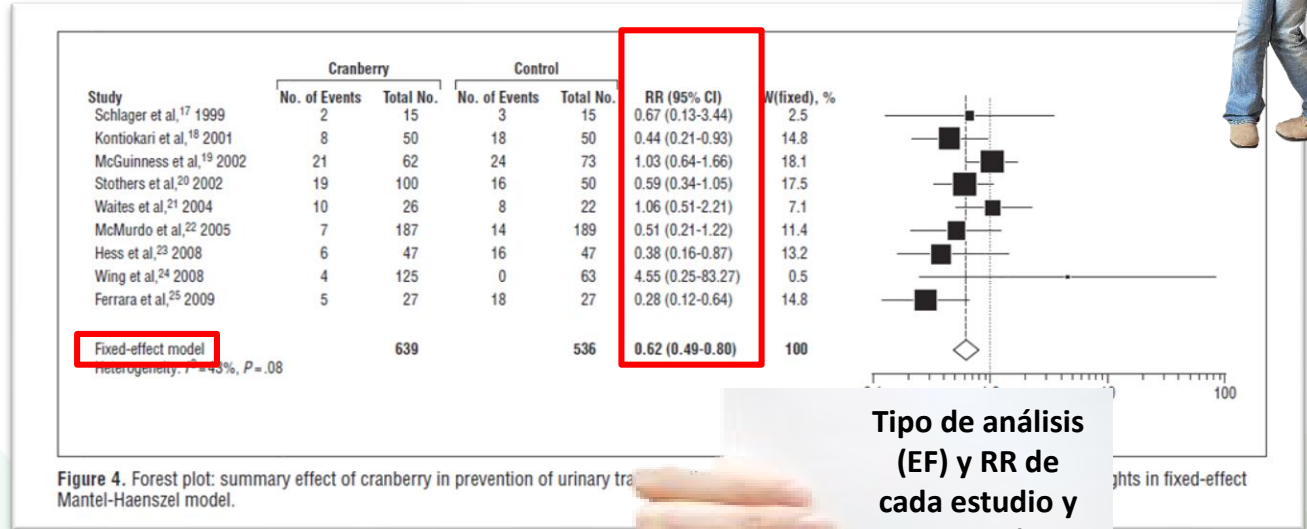 Cranberry Control
Study No. of Events Total No. No. of Events Total No. RR (95% CI) W(fixed), %
Schlager et al,17 1999 2 15 3 15 0.67 (0.13-3.44) 2.5
Kontiokari et al,18 2001 8 50 18 50 0.44 (0.21-0.93) 14.8
McGuinness et al,19 2002 21 62 24 73 1.03 (0.64-1.66) 18.1
Stothers et al,20 2002 19 100 16 50 0.59 (0.34-1.05) 17.5
Waites et al,21 2004 10 26 8 22 1.06 (0.51-2.21) 7.1
McMurdo et al,22 2005 7 187 14 189 0.51 (0.21-1.22) 11.4
Hess et al,23 2008 6 47 16 47 0.38 (0.16-0.87) 13.2
Wing et al,24 2008 4 125 0 63 4.55 (0.25-83.27) 0.5
Ferrara et al,25 2009 5 27 18 27 0.28 (0.12-0.64) 14.8
Fixed-effect model 639 536 0.62 (0.49-0.80) 100
Heterogeneity: I2=43%, P=.08
100
Tipo de análisis
(EF) y RR de
cada estudio y
Figure 4. Forest plot: summary effect of cranberry in prevention of urinary
in fixed-effect
Mantel-Haenszel model.